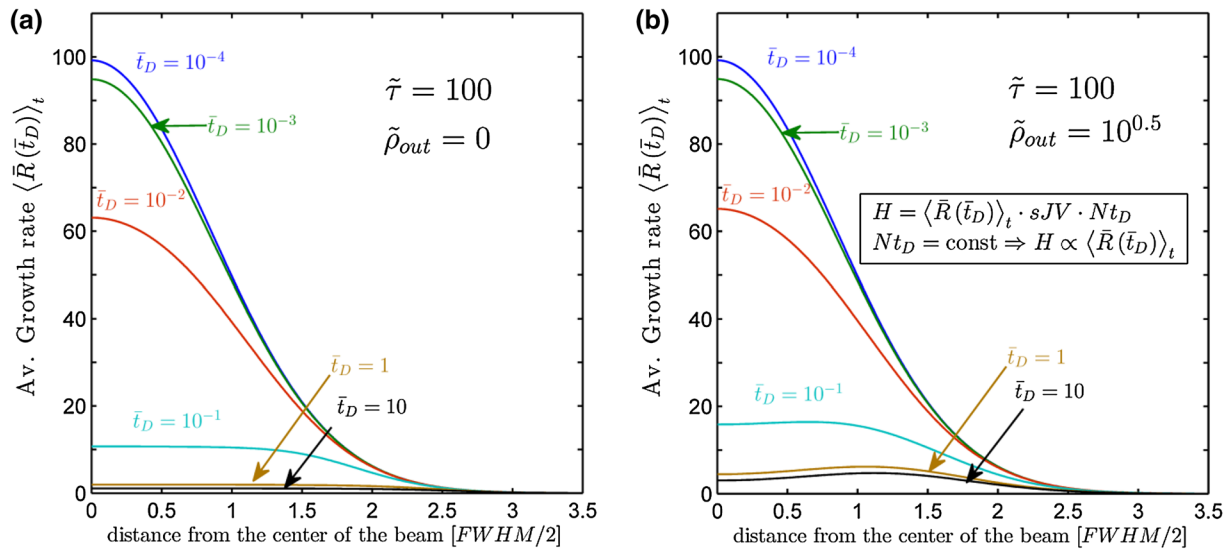 (a)
Av. Growth rate ⟨R̄(t̄_D)⟩_t
100
80
60
40
20
0
t̄_D = 10⁻⁴
t̄_D = 10⁻³
τ̃ = 100
ρ̃_out = 0
t̄_D = 10⁻²
t̄_D = 1
t̄_D = 10
t̄_D = 10⁻¹
0 0.5 1 1.5 2 2.5 3 3.5
distance from the center of the beam [FWHM/2]
(b)
Av. Growth rate ⟨R̄(t̄_D)⟩_t
100
80
60
40
20
0
t̄_D = 10⁻⁴
t̄_D = 10⁻³
τ̃ = 100
ρ̃_out = 10^0.5
t̄_D = 10⁻²
H = ⟨R̄(t̄_D)⟩_t · sJV · Nt_D
Nt_D = const ⇒ H ∝ ⟨R̄(t̄_D)⟩_t
t̄_D = 1
t̄_D = 10⁻¹
t̄_D = 10
0 0.5 1 1.5 2 2.5 3 3.5
distance from the center of the beam [FWHM/2]